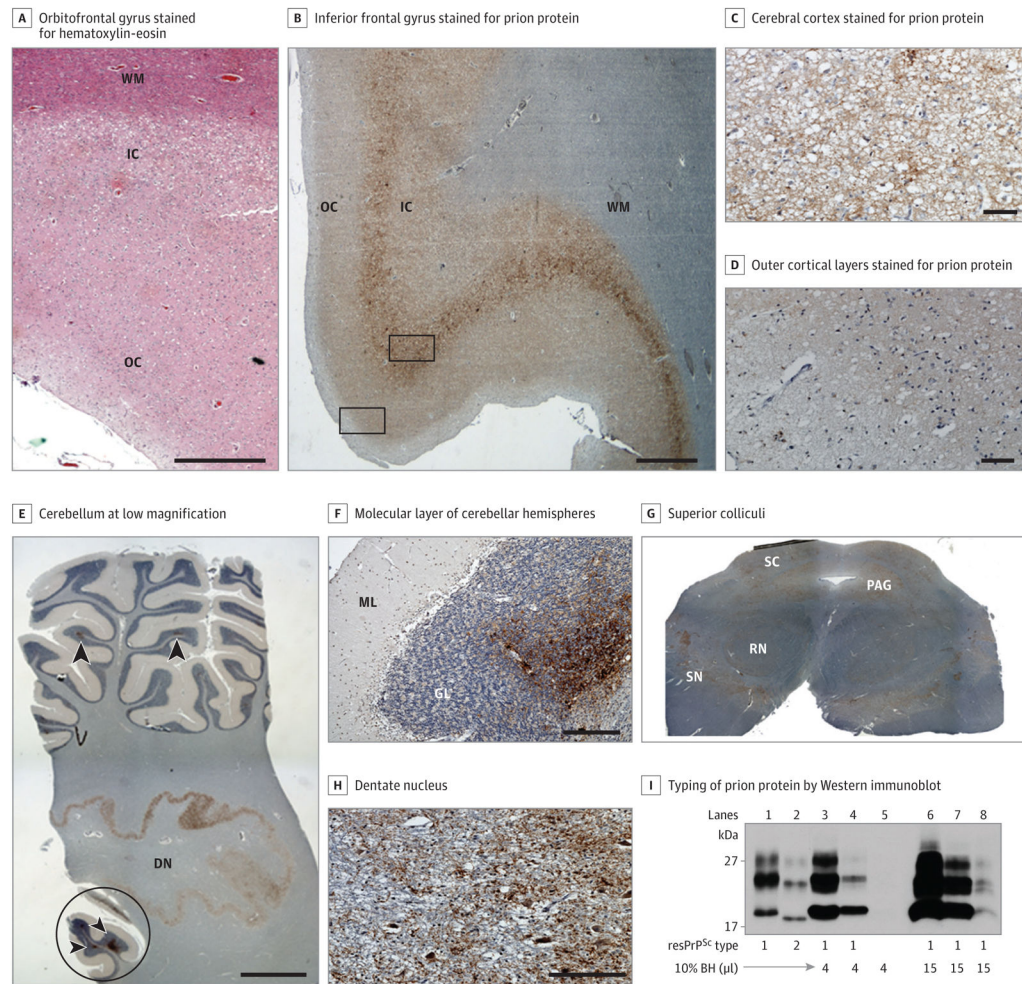 A Orbitofrontal gyrus stained
for hematoxylin-eosin
WM
IC
OC
B Inferior frontal gyrus stained for prion protein
OC
IC
WM
C Cerebral cortex stained for prion protein
D Outer cortical layers stained for prion protein
E Cerebellum at low magnification
DN
F Molecular layer of cerebellar hemispheres
ML
GL
G Superior colliculi
SC
PAG
RN
SN
H Dentate nucleus
I Typing of prion protein by Western immunoblot
Lanes 1 2 3 4 5 6 7 8
kDa
27
17
resPrPSc type 1 2 1 1 1 1 1
10% BH (μl) 4 4 4 15 15 15